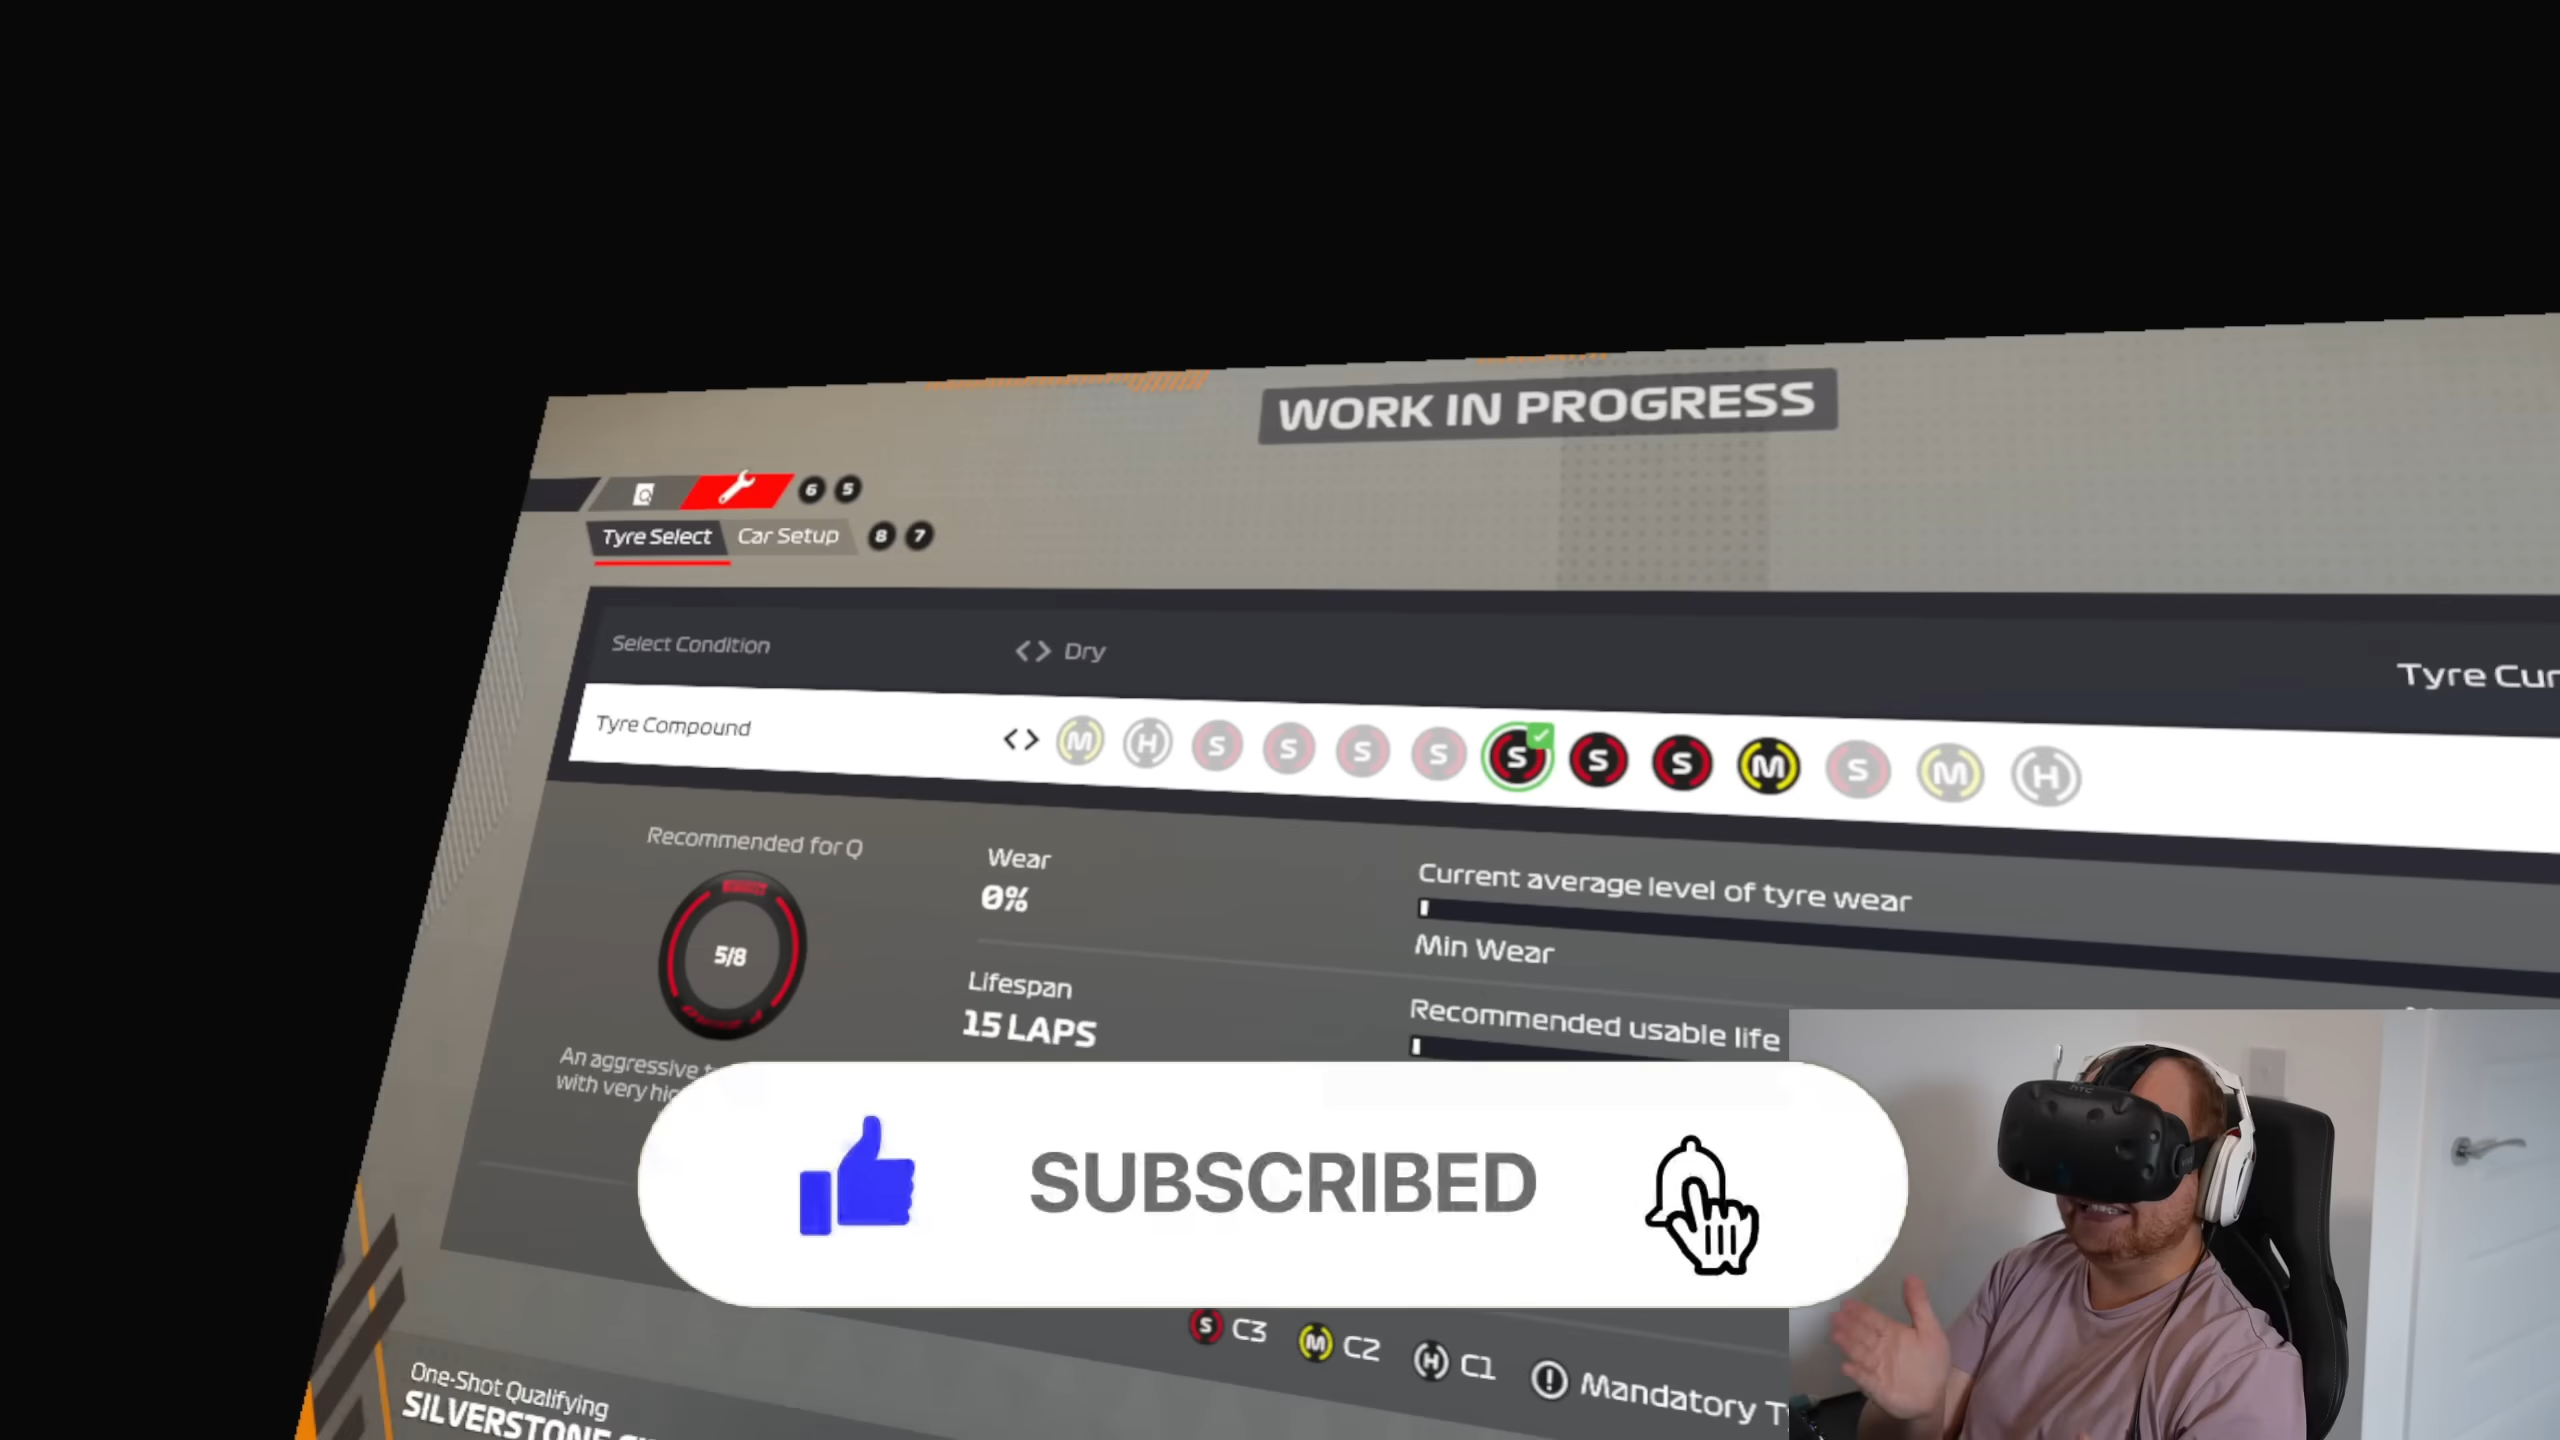 WORK IN PROGRESS
6 5
Tyre Select Car Setup 8 7
Select Condition Dry
Tyre Cur
Tyre Compound M H S S S S S S S M S M H
Recommended for Q
5/8
Wear
0%
Current average level of tyre wear
Min Wear
Lifespan
15 LAPS
Recommended usable life
An aggressive
with very
SUBSCRIBED
S C3 M C2 H C1 Mandatory
One-Shot Qualifying
SILVERSTONE